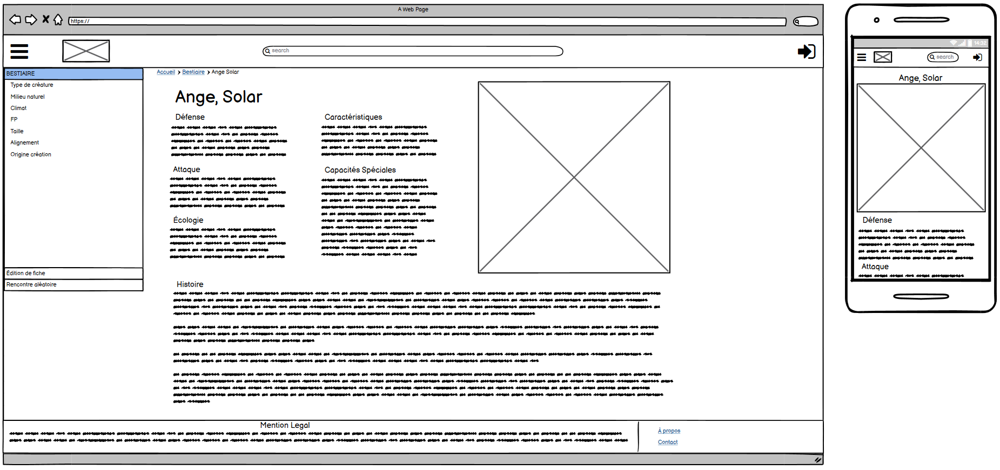 A Web Page
https://
search
BESTIAIRE
Type de créature
Milieu naturel
Climat
FP
Taille
Alignement
Origine création
Édition de fiche
Rencontre aléatoire
Accueil > Bestiaire > Ange Solar
Ange, Solar
Défense
Caractéristiques
Attaque
Capacités Spéciales
Écologie
Histoire
Mention Legal
À propos
Contact
14:32
search
Ange, Solar
Défense
Attaque